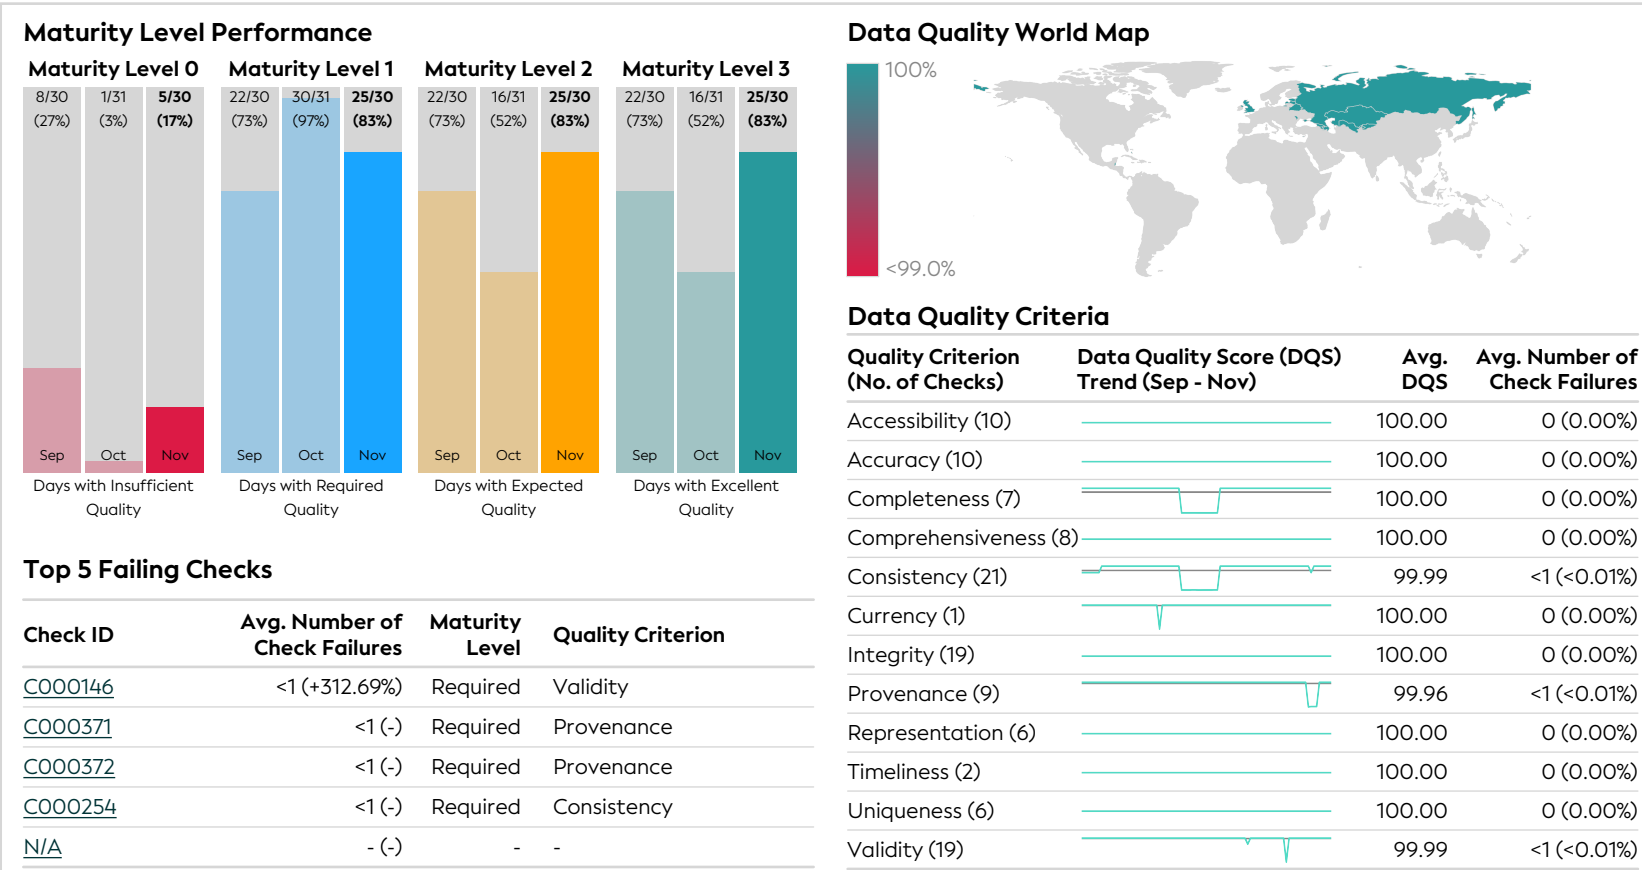 Maturity Level Performance
Maturity Level 0 Maturity Level 1 Maturity Level 2 Maturity Level 3
8/30 1/31 5/30 22/30 30/31 25/30 22/30 16/31 25/30 22/30 16/31 25/30
(27%) (3%) (17%) (73%) (97%) (83%) (73%) (52%) (83%) (73%) (52%) (83%)
Sep Oct Nov Sep Oct Nov Sep Oct Nov Sep Oct Nov
Days with Insufficient Days with Required Days with Expected Days with Excellent
Quality Quality Quality Quality
Top 5 Failing Checks
Check ID Avg. Number of Maturity Quality Criterion
Check Failures Level
C000146 <1 (+312.69%) Required Validity
C000371 <1 (-) Required Provenance
C000372 <1 (-) Required Provenance
C000254 <1 (-) Required Consistency
N/A - (-) - -
Data Quality World Map
100%
<99.0%
Data Quality Criteria
Quality Criterion Data Quality Score (DQS) Avg. Avg. Number of
(No. of Checks) Trend (Sep - Nov) DQS Check Failures
Accessibility (10) 100.00 0 (0.00%)
Accuracy (10) 100.00 0 (0.00%)
Completeness (7) 100.00 0 (0.00%)
Comprehensiveness (8) 100.00 0 (0.00%)
Consistency (21) 99.99 <1 (<0.01%)
Currency (1) 100.00 0 (0.00%)
Integrity (19) 100.00 0 (0.00%)
Provenance (9) 99.96 <1 (<0.01%)
Representation (6) 100.00 0 (0.00%)
Timeliness (2) 100.00 0 (0.00%)
Uniqueness (6) 100.00 0 (0.00%)
Validity (19) 99.99 <1 (<0.01%)